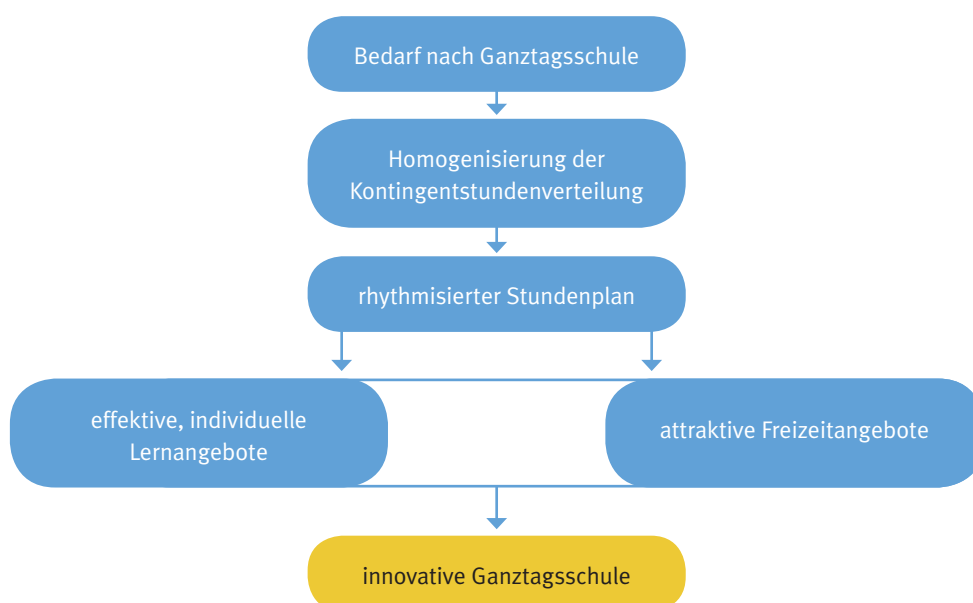 Bedarf nach Ganztagsschule
Homogenisierung der
Kontingentstundenverteilung
rhythmisierter Stundenplan
effektive, individuelle
Lernangebote
attraktive Freizeitangebote
innovative Ganztagsschule